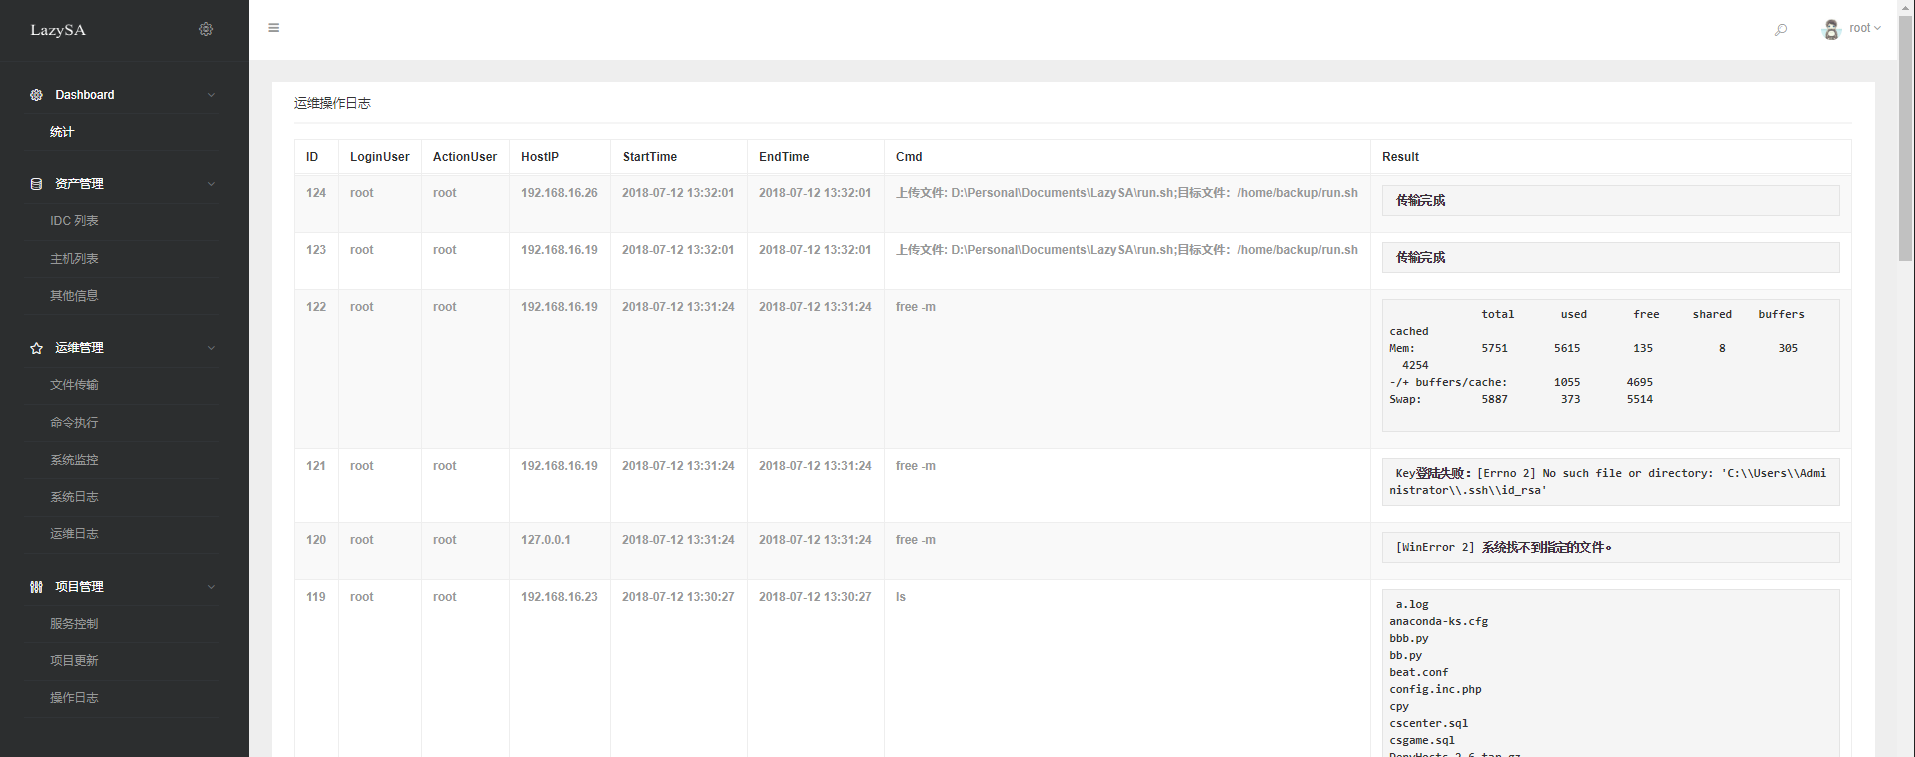 LazySA
root
Dashboard
统计
资产管理
IDC 列表
主机列表
其他信息
运维管理
文件传输
命令执行
系统监控
系统日志
运维日志
项目管理
服务控制
项目更新
操作日志
运维操作日志
ID LoginUser ActionUser HostIP StartTime EndTime Cmd Result
124 root root 192.168.16.26 2018-07-12 13:32:01 2018-07-12 13:32:01 上传文件: D:\Personal\Documents\LazySA\run.sh;目标文件: /home/backup/run.sh 传输完成
123 root root 192.168.16.19 2018-07-12 13:32:01 2018-07-12 13:32:01 上传文件: D:\Personal\Documents\LazySA\run.sh;目标文件: /home/backup/run.sh 传输完成
122 root root 192.168.16.19 2018-07-12 13:31:24 2018-07-12 13:31:24 free -m
total used free shared buffers
cached
Mem: 5751 5615 135 8 305
4254
-/+ buffers/cache: 1055 4695
Swap: 5887 373 5514
121 root root 192.168.16.19 2018-07-12 13:31:24 2018-07-12 13:31:24 free -m
Key登陆失败: [Errno 2] No such file or directory: 'C:\\Users\\Admi
nistrator\\.ssh\\id_rsa'
120 root root 127.0.0.1 2018-07-12 13:31:24 2018-07-12 13:31:24 free -m
[WinError 2] 系统找不到指定的文件。
119 root root 192.168.16.23 2018-07-12 13:30:27 2018-07-12 13:30:27 ls
a.log
anaconda-ks.cfg
bbb.py
bb.py
beat.conf
config.inc.php
cpy
cscenter.sql
csgame.sql